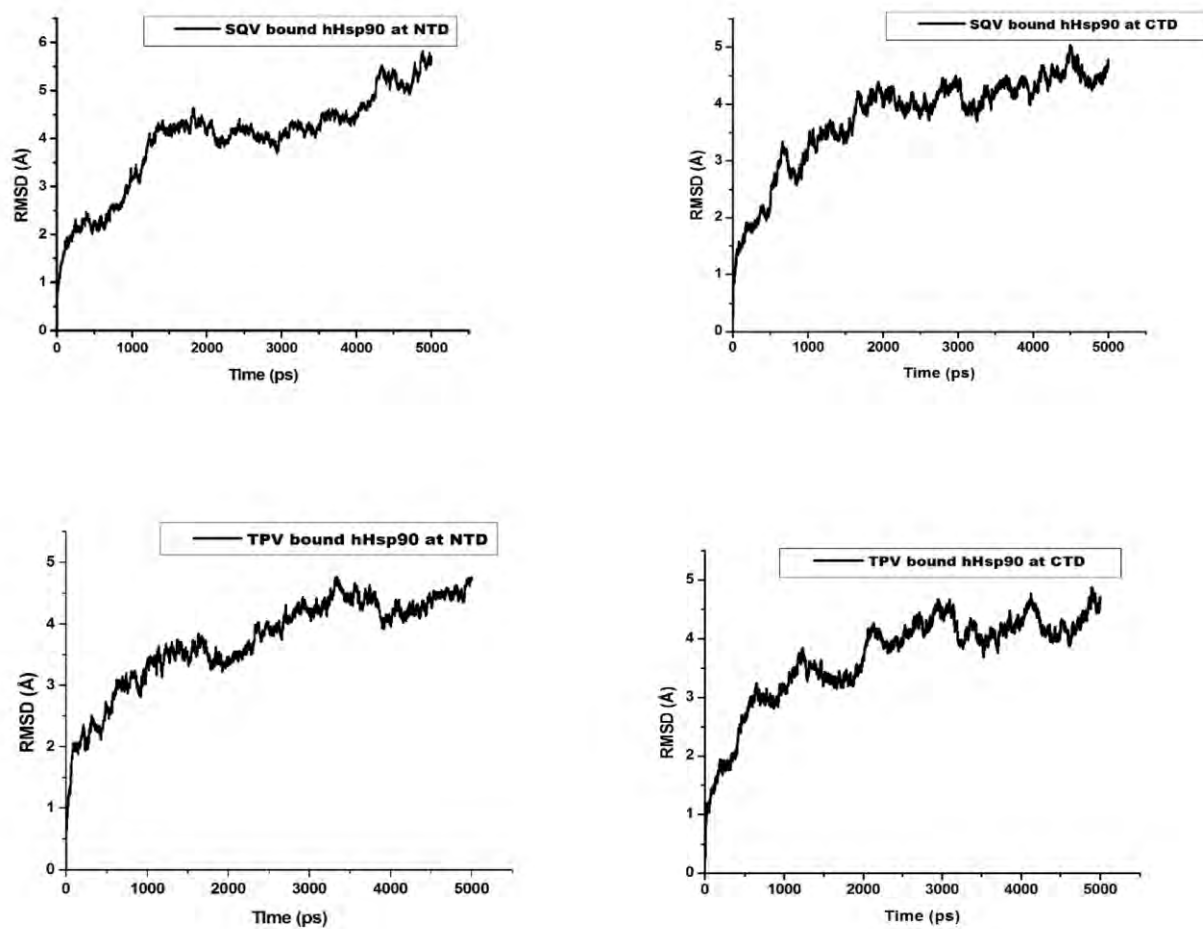 SQV bound hHsp90 at NTD
6
5
4
3
2
1
0
RMSD (Å)
0 1000 2000 3000 4000 5000
Time (ps)
SQV bound hHsp90 at CTD
5
4
3
2
1
0
RMSD (Å)
0 1000 2000 3000 4000 5000
Time (ps)
TPV bound hHsp90 at NTD
5
4
3
2
1
0
RMSD (Å)
0 1000 2000 3000 4000 5000
Time (ps)
TPV bound hHsp90 at CTD
5
4
3
2
1
0
RMSD (Å)
0 1000 2000 3000 4000 5000
Time (ps)